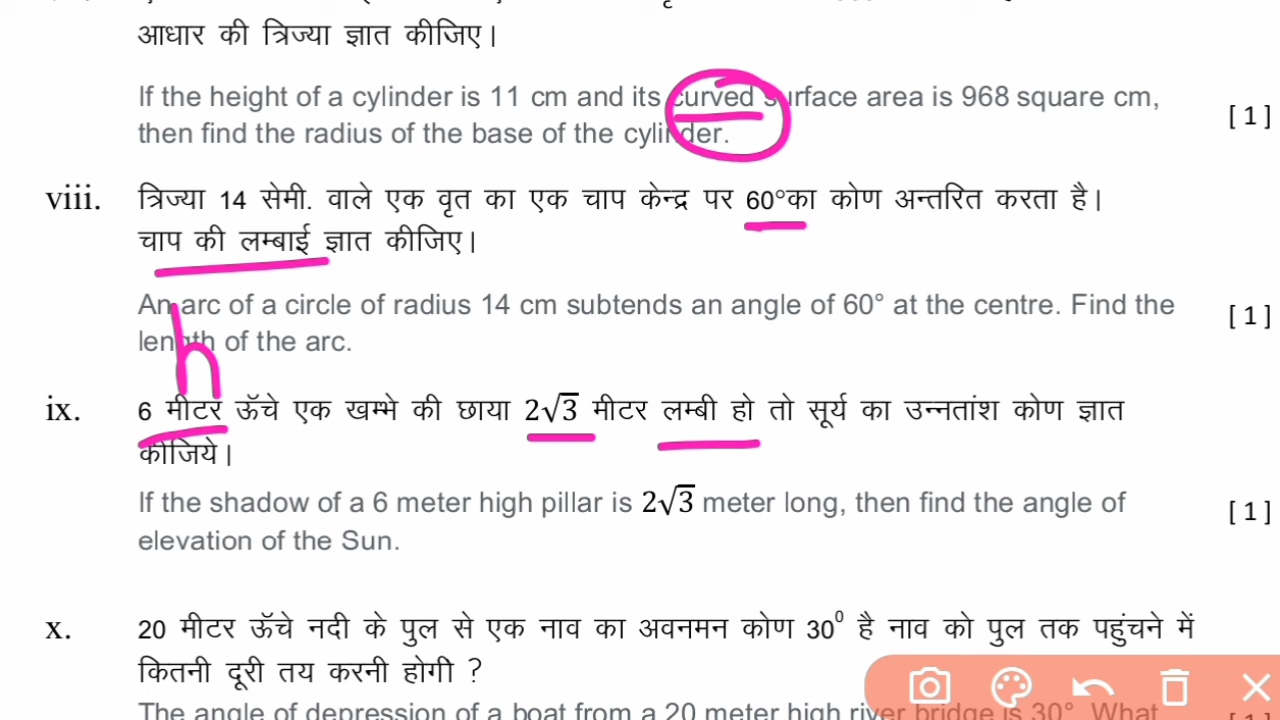 आधार की त्रिज्या ज्ञात कीजिए।
If the height of a cylinder is 11 cm and its curved surface area is 968 square cm,
then find the radius of the base of the cylinder. [ 1 ]
viii. त्रिज्या 14 सेमी. वाले एक वृत का एक चाप केन्द्र पर 60°का कोण अन्तरित करता है।
चाप की लम्बाई ज्ञात कीजिए।
An arc of a circle of radius 14 cm subtends an angle of 60° at the centre. Find the
length of the arc. [ 1 ]
h
ix. 6 मीटर ऊँचे एक खम्भे की छाया 2√3 मीटर लम्बी हो तो सूर्य का उन्नतांश कोण ज्ञात
कीजिये।
If the shadow of a 6 meter high pillar is 2√3 meter long, then find the angle of
elevation of the Sun. [ 1 ]
x. 20 मीटर ऊँचे नदी के पुल से एक नाव का अवनमन कोण 30⁰ है नाव को पुल तक पहुंचने में
कितनी दूरी तय करनी होगी ?
The angle of depression of a boat from a 20 meter high river bridge is 30°. What